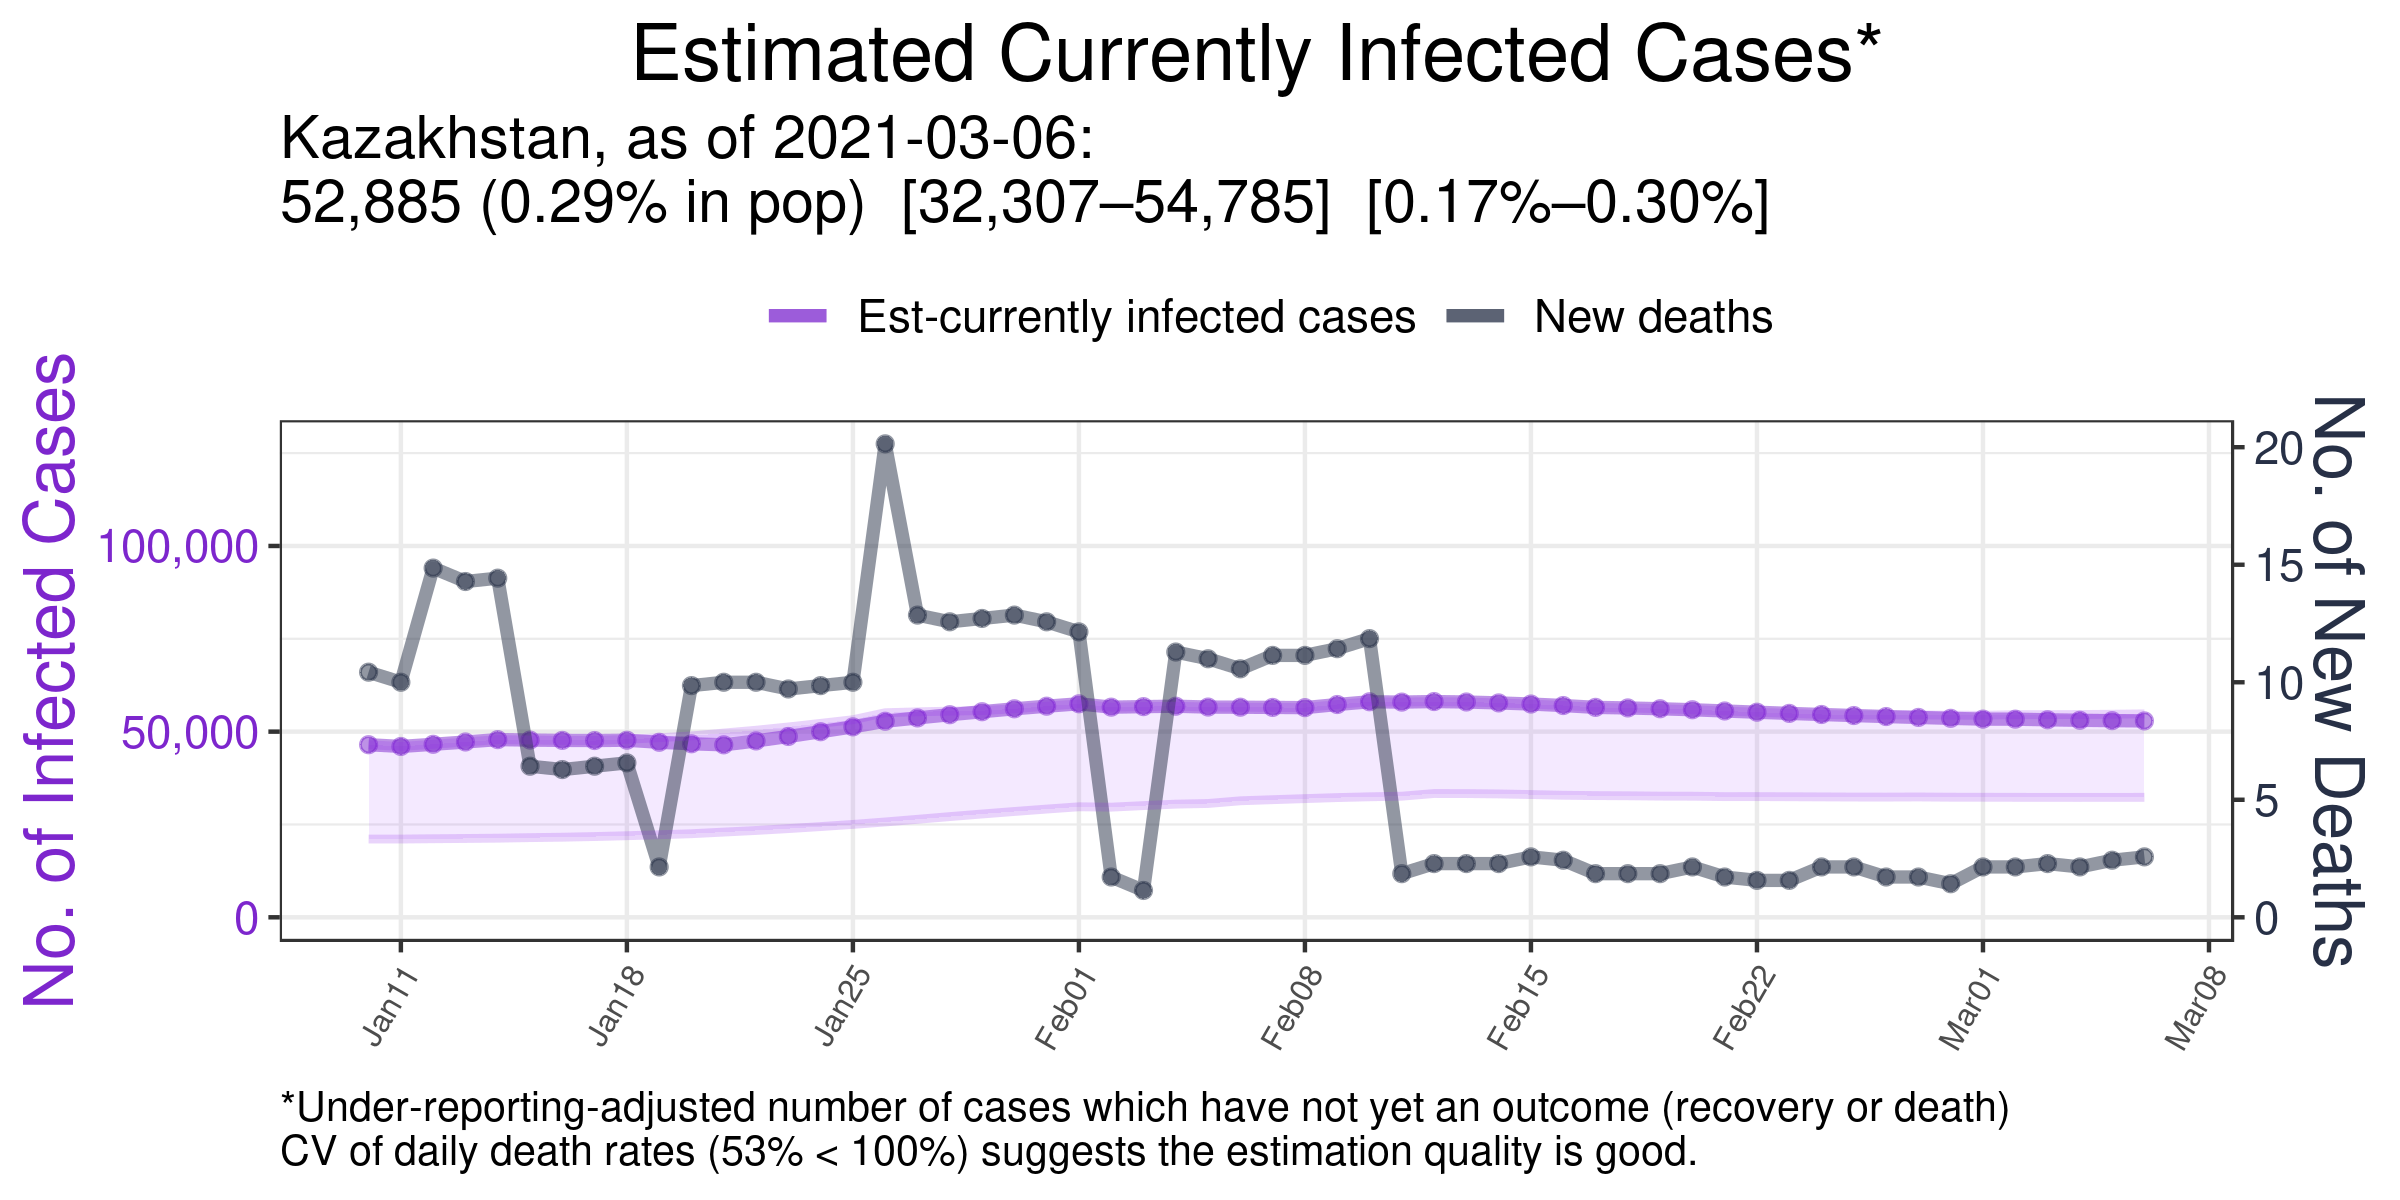 Estimated Currently Infected Cases*
Kazakhstan, as of 2021-03-06:
52,885 (0.29% in pop)  [32,307–54,785]  [0.17%–0.30%]
Est-currently infected cases
New deaths
No. of Infected Cases
100,000
50,000
0
No. of New Deaths
20
15
10
5
0
Jan11
Jan18
Jan25
Feb01
Feb08
Feb15
Feb22
Mar01
Mar08
*Under-reporting-adjusted number of cases which have not yet an outcome (recovery or death)
CV of daily death rates (53% < 100%) suggests the estimation quality is good.